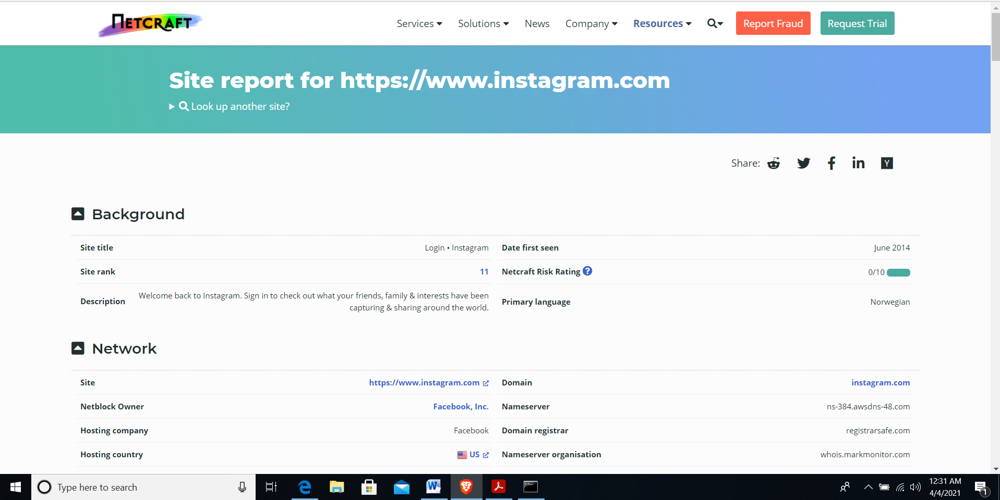 NETCRAFT
Services Solutions News Company Resources Report Fraud Request Trial
Site report for https://www.instagram.com
Look up another site?
Share: Y
Background
Site title Login • Instagram Date first seen June 2014
Site rank 11 Netcraft Risk Rating ? 0/10
Description Welcome back to Instagram. Sign in to check out what your friends, family & interests have been
capturing & sharing around the world.
Primary language Norwegian
Network
Site https://www.instagram.com Domain instagram.com
Netblock Owner Facebook, Inc. Nameserver ns-384.awsdns-48.com
Hosting company Facebook Domain registrar registrarsafe.com
Hosting country US Nameserver organisation whois.markmonitor.com
Type here to search
12:31 AM
4/4/2021
1